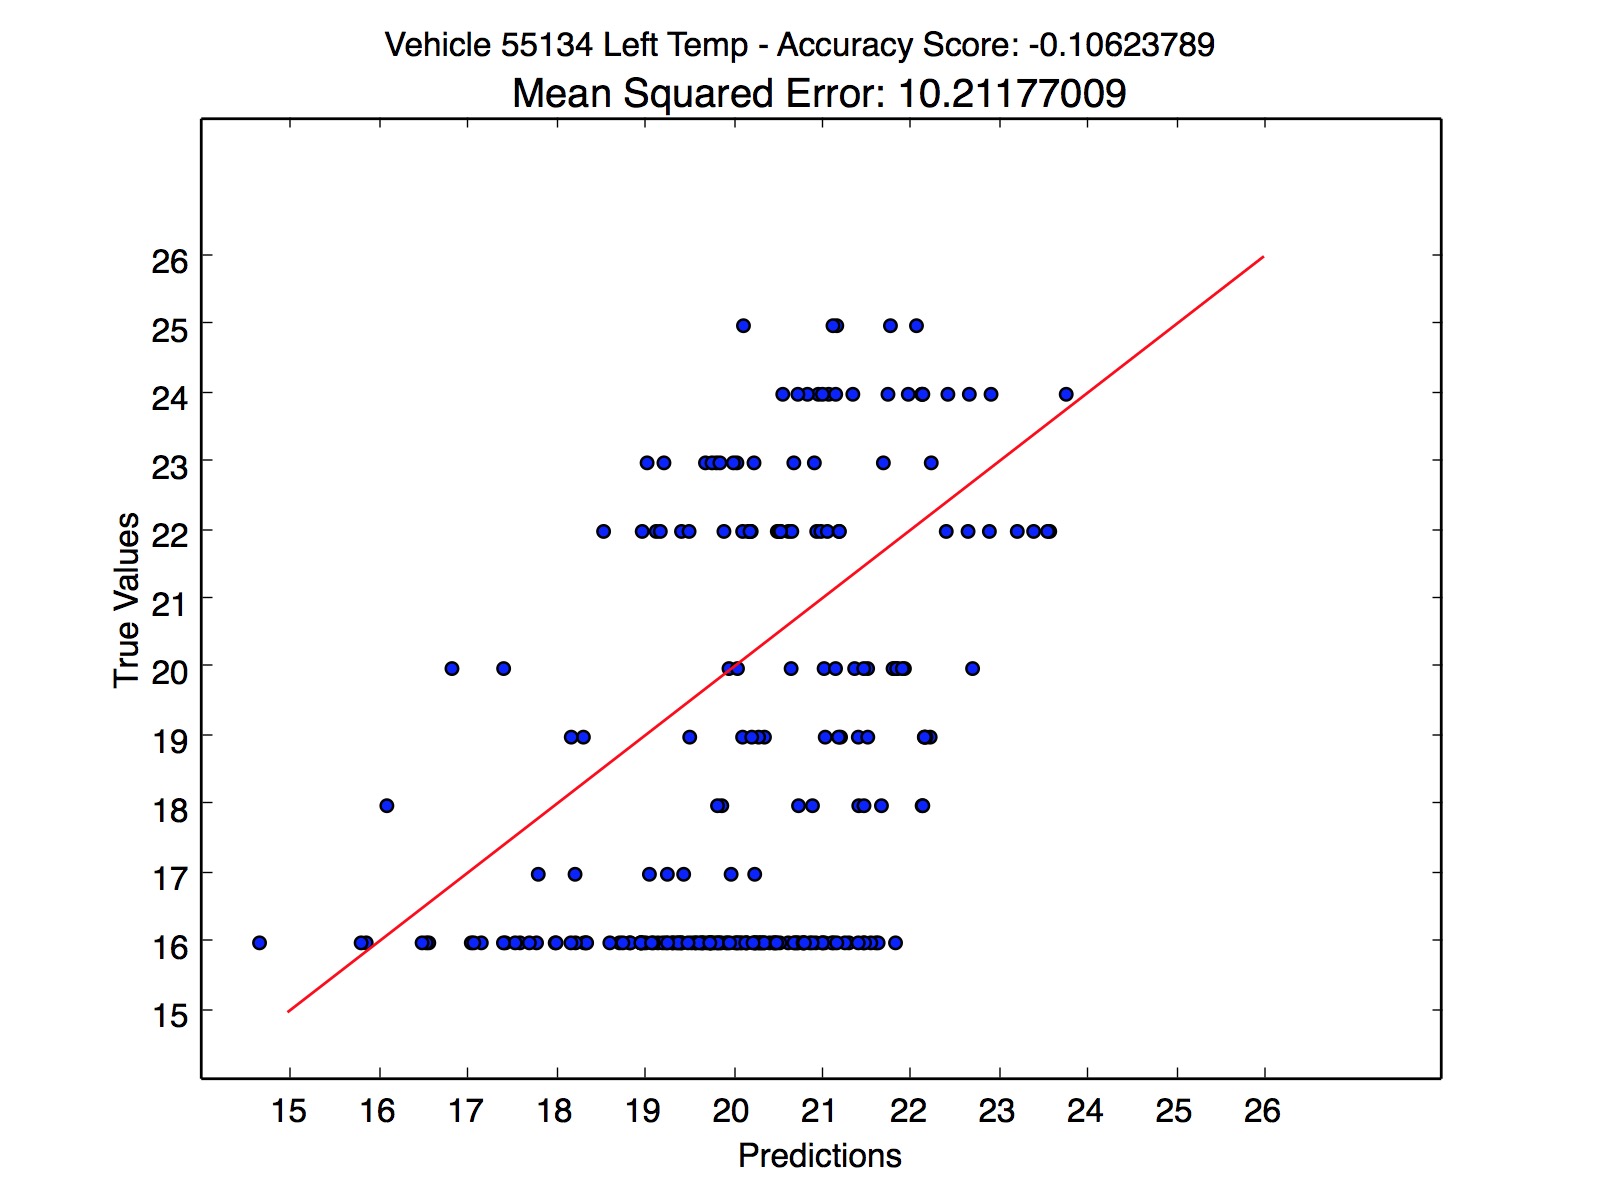 Vehicle 55134 Left Temp - Accuracy Score: -0.10623789
Mean Squared Error: 10.21177009
26
25
24
23
22
21
20
19
18
17
16
15
True Values
15 16 17 18 19 20 21 22 23 24 25 26
Predictions